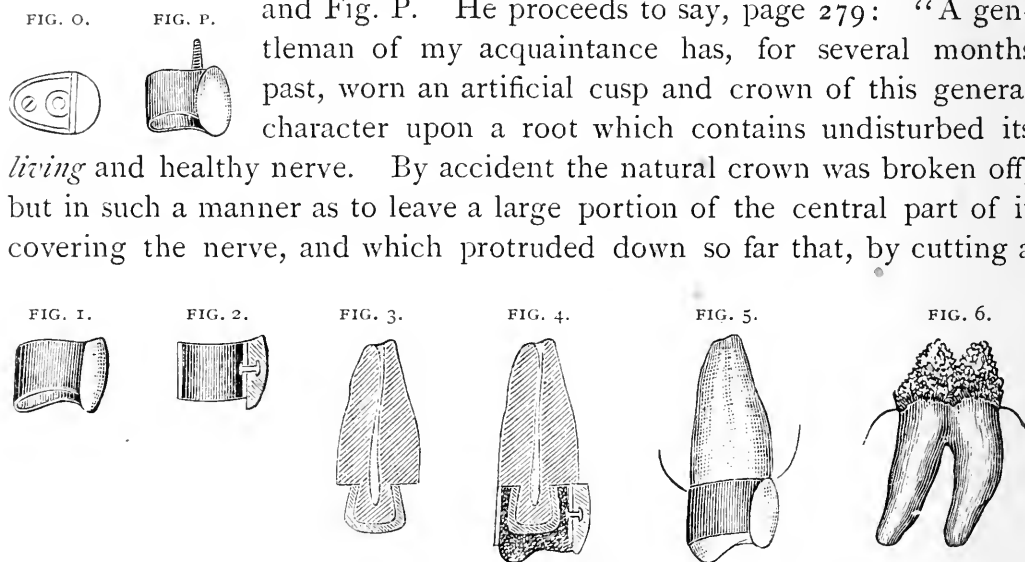 FIG. O. FIG. P.
and Fig. P. He proceeds to say, page 279: “A gen-
tleman of my acquaintance has, for several months
past, worn an artificial cusp and crown of this genera
character upon a root which contains undisturbed its
living and healthy nerve. By accident the natural crown was broken off,
but in such a manner as to leave a large portion of the central part of i
covering the nerve, and which protruded down so far that, by cutting a
FIG. 1. FIG. 2. FIG. 3. FIG. 4. FIG. 5. FIG. 6.